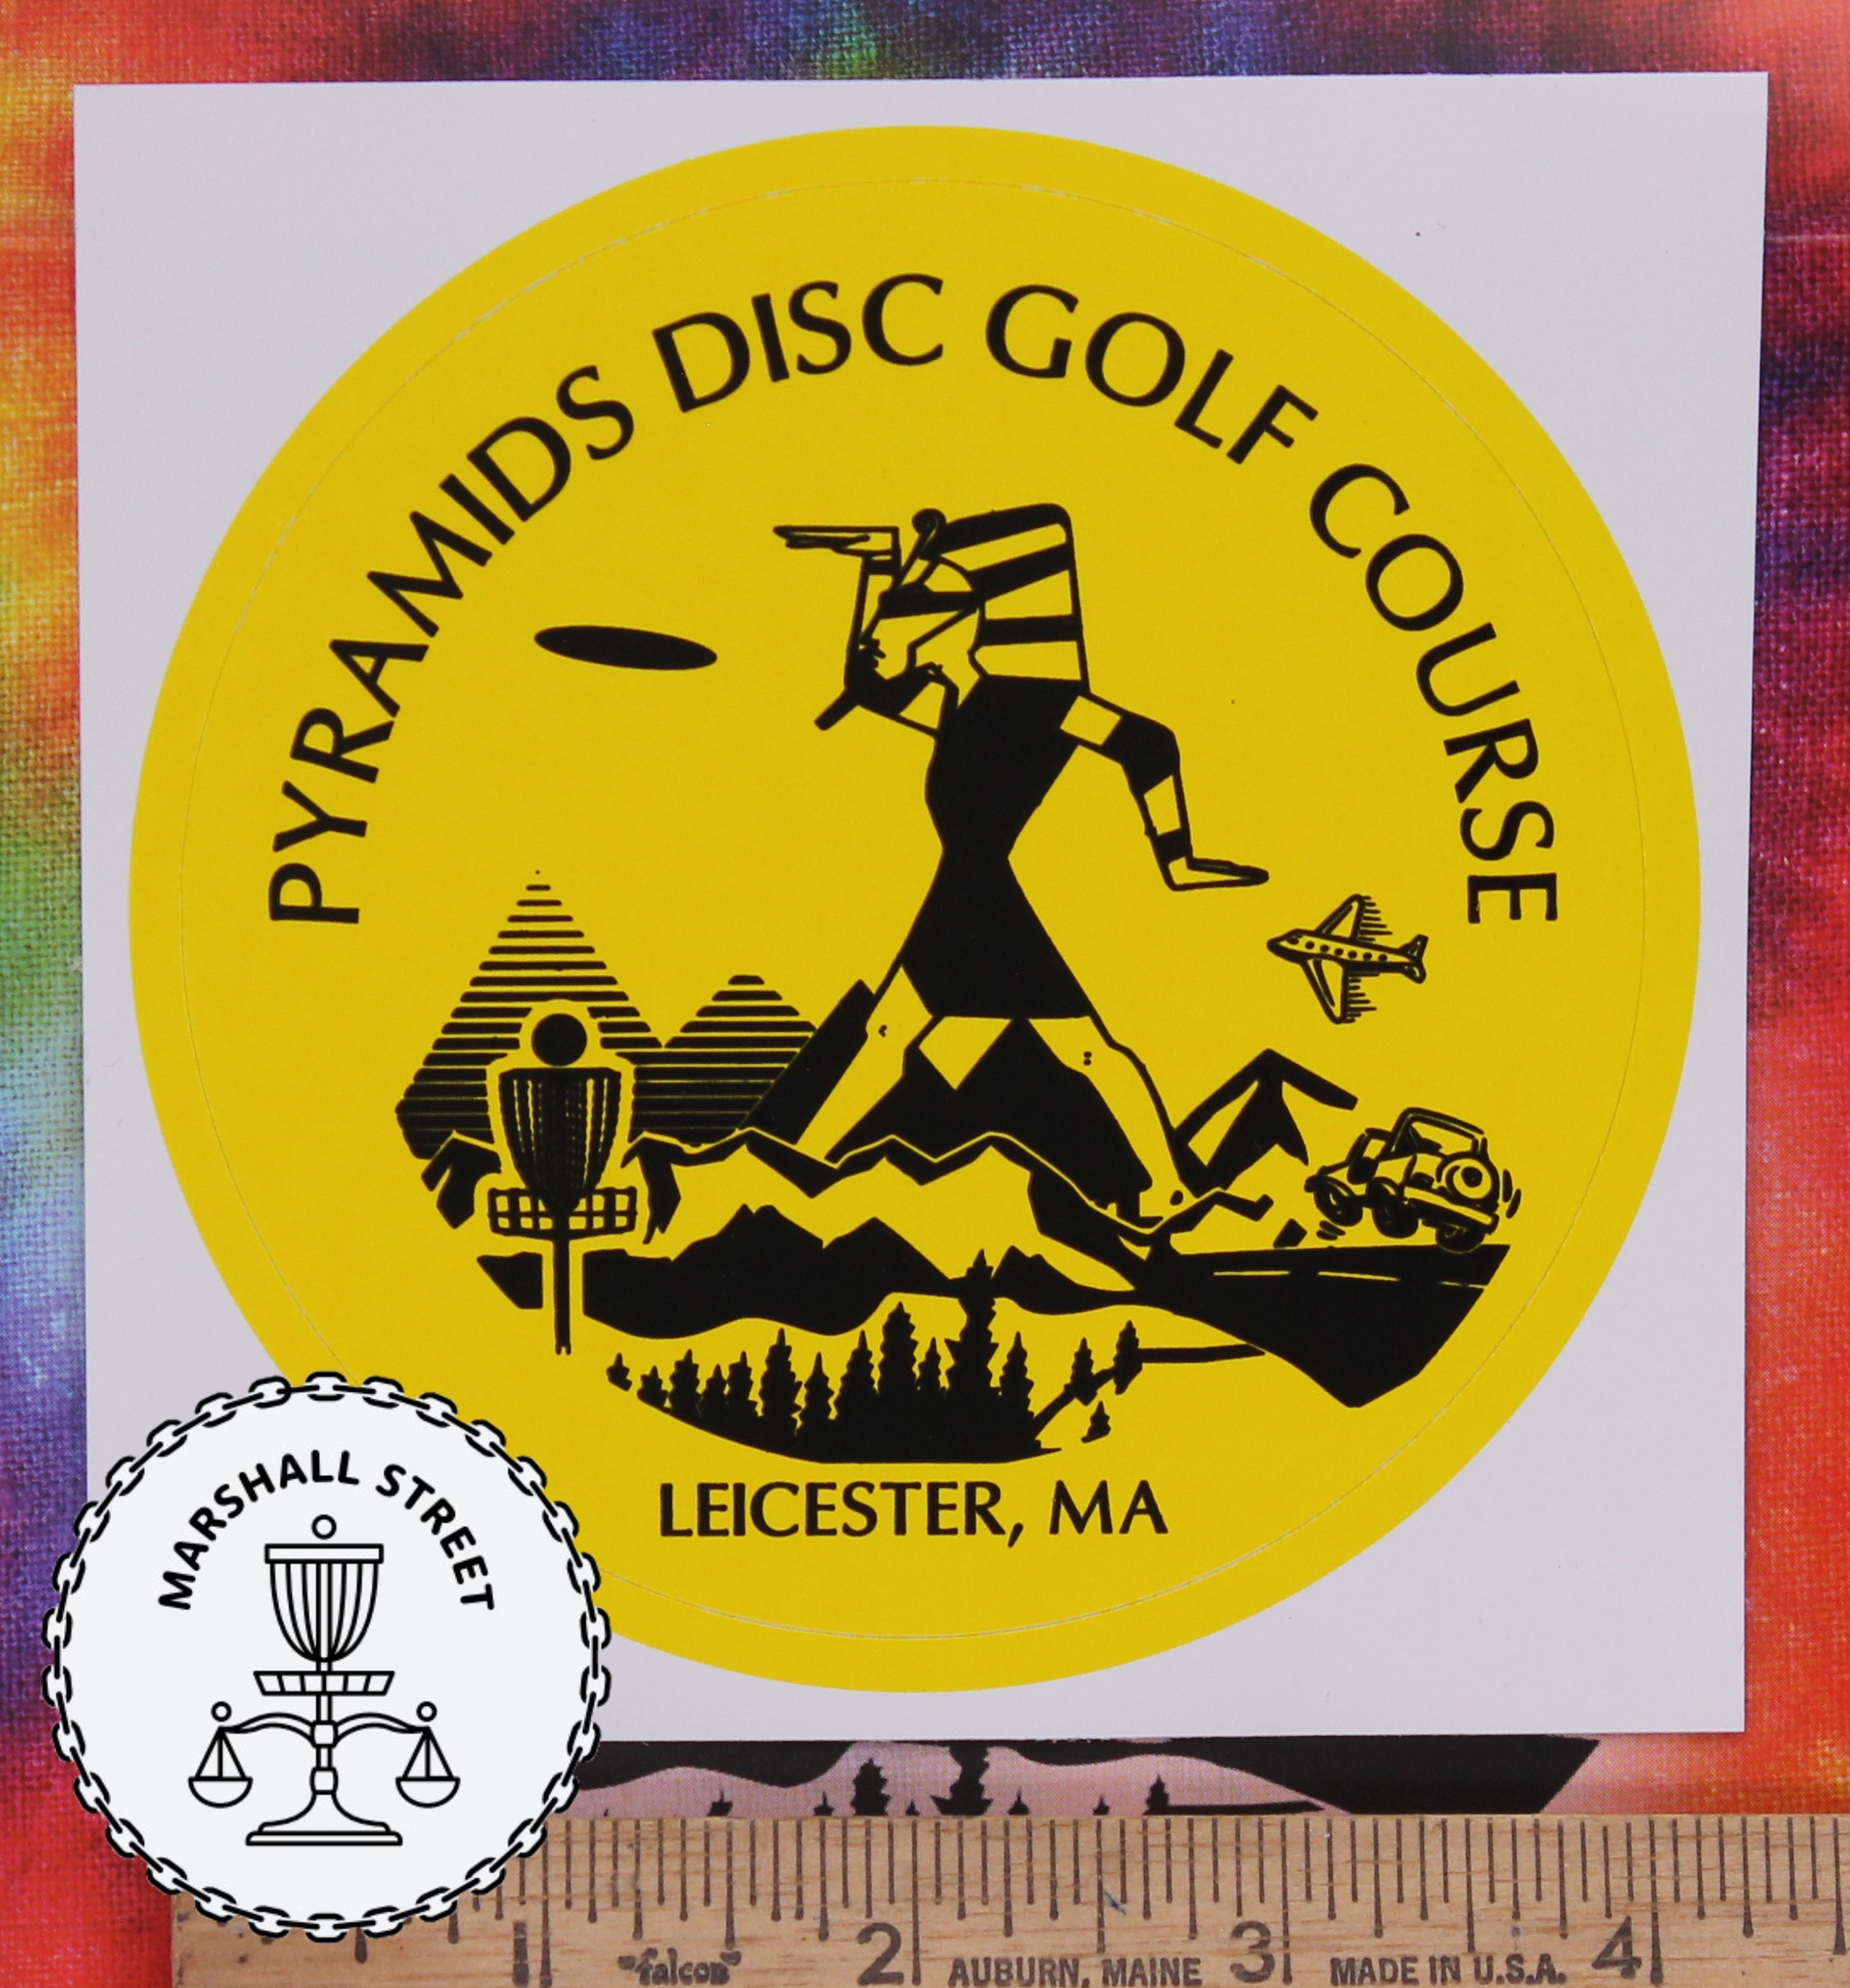 PYRAMIDS DISC GOLF COURSE
LEICESTER, MA
MARSHALL STREET
1 2 3 4
"falcon" AUBURN, MAINE MADE IN U.S.A.